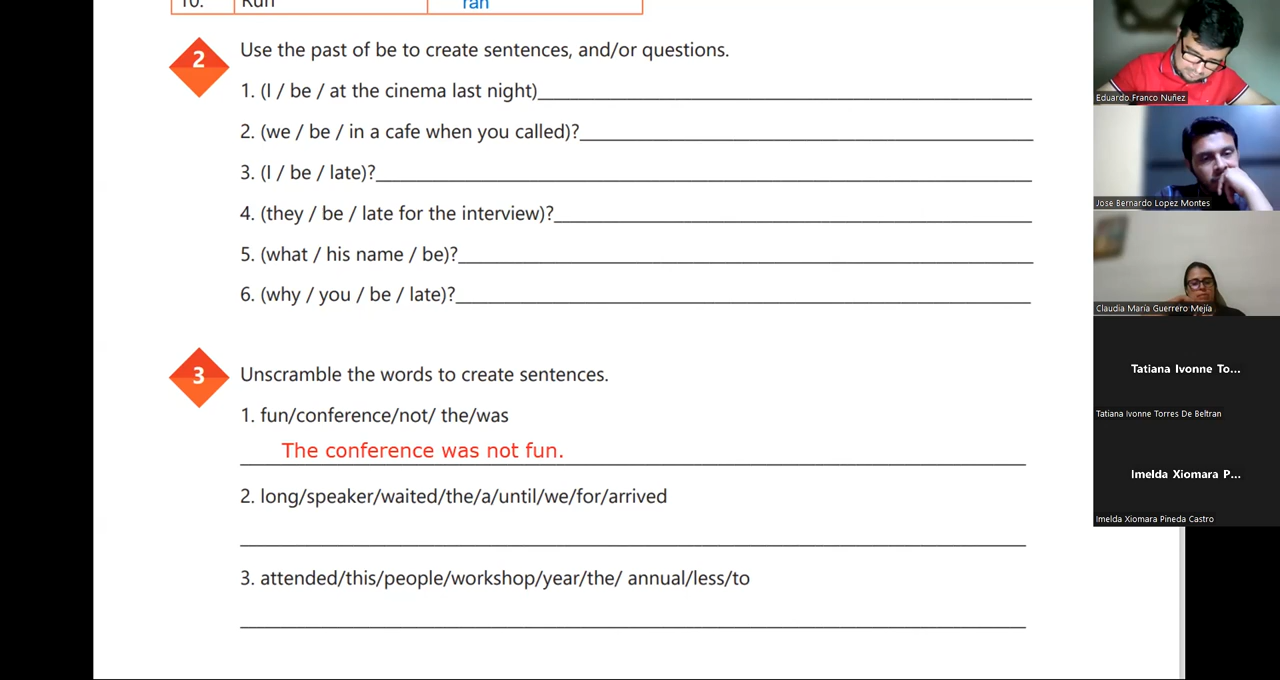 10. Run ran
2 Use the past of be to create sentences, and/or questions.
1. (I / be / at the cinema last night)
2. (we / be / in a cafe when you called)?
3. (I / be / late)?
4. (they / be / late for the interview)?
5. (what / his name / be)?
6. (why / you / be / late)?
3 Unscramble the words to create sentences.
1. fun/conference/not/ the/was
The conference was not fun.
2. long/speaker/waited/the/a/until/we/for/arrived
3. attended/this/people/workshop/year/the/ annual/less/to
Eduardo Franco Nuñez
Jose Bernardo Lopez Montes
Claudia María Guerrero Mejía
Tatiana Ivonne To...
Tatiana Ivonne Torres De Beltran
Imelda Xiomara P...
Imelda Xiomara Pineda Castro